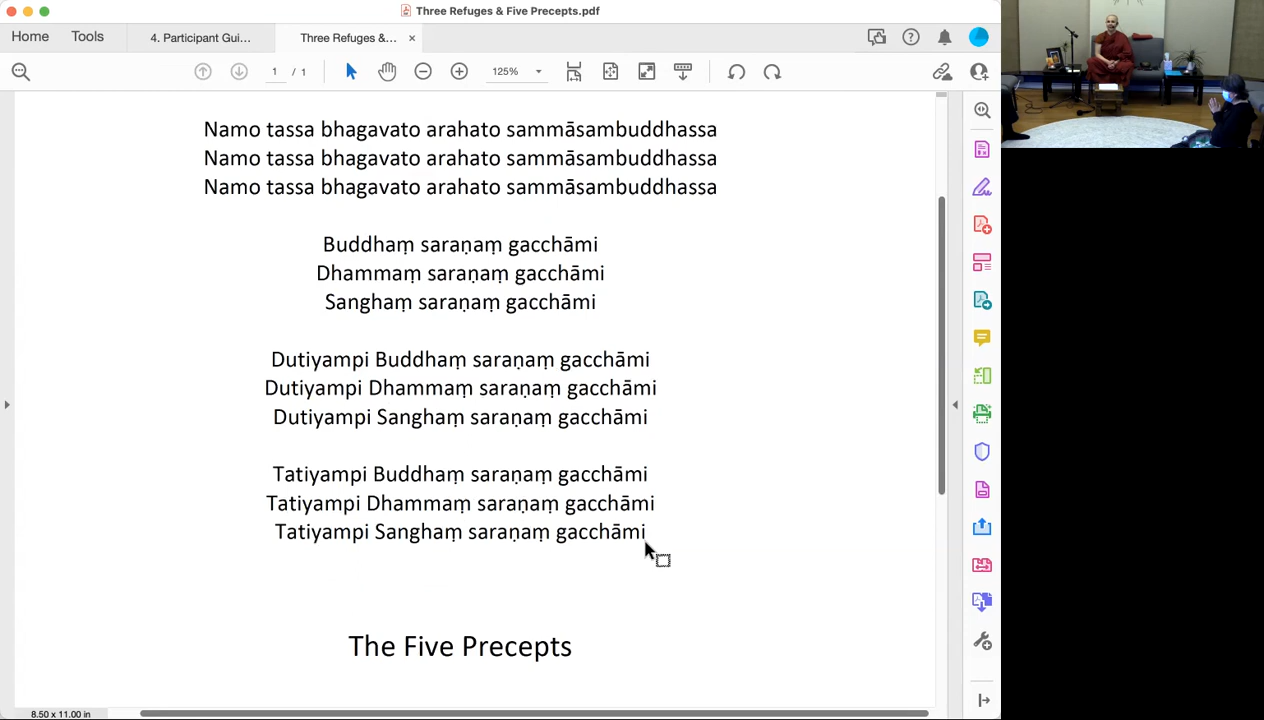 Three Refuges & Five Precepts.pdf
Home Tools 4. Participant Gui... Three Refuges &... ×
1 / 1 125%
Namo tassa bhagavato arahato sammāsambuddhassa
Namo tassa bhagavato arahato sammāsambuddhassa
Namo tassa bhagavato arahato sammāsambuddhassa
Buddhaṃ saraṇaṃ gacchāmi
Dhammaṃ saraṇaṃ gacchāmi
Sanghaṃ saraṇaṃ gacchāmi
Dutiyampi Buddhaṃ saraṇaṃ gacchāmi
Dutiyampi Dhammaṃ saraṇaṃ gacchāmi
Dutiyampi Sanghaṃ saraṇaṃ gacchāmi
Tatiyampi Buddhaṃ saraṇaṃ gacchāmi
Tatiyampi Dhammaṃ saraṇaṃ gacchāmi
Tatiyampi Sanghaṃ saraṇaṃ gacchāmi
The Five Precepts
8.50 x 11.00 in